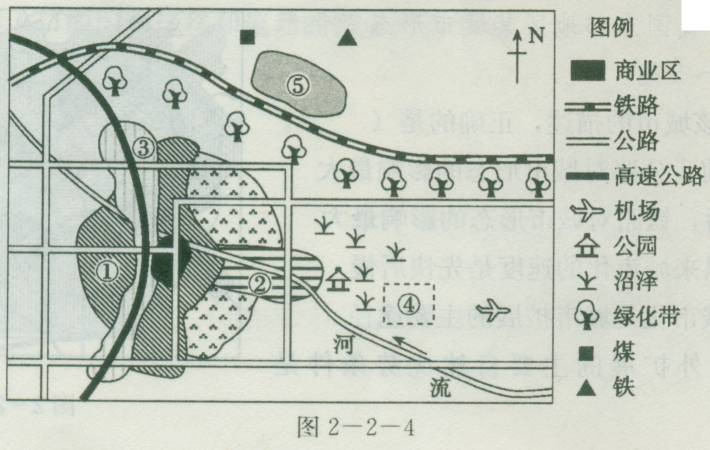 N
⑤
③
①
②
④
河
流
图例
商业区
铁路
公路
高速公路
机场
公园
沼泽
绿化带
煤
铁
图 2－2－4